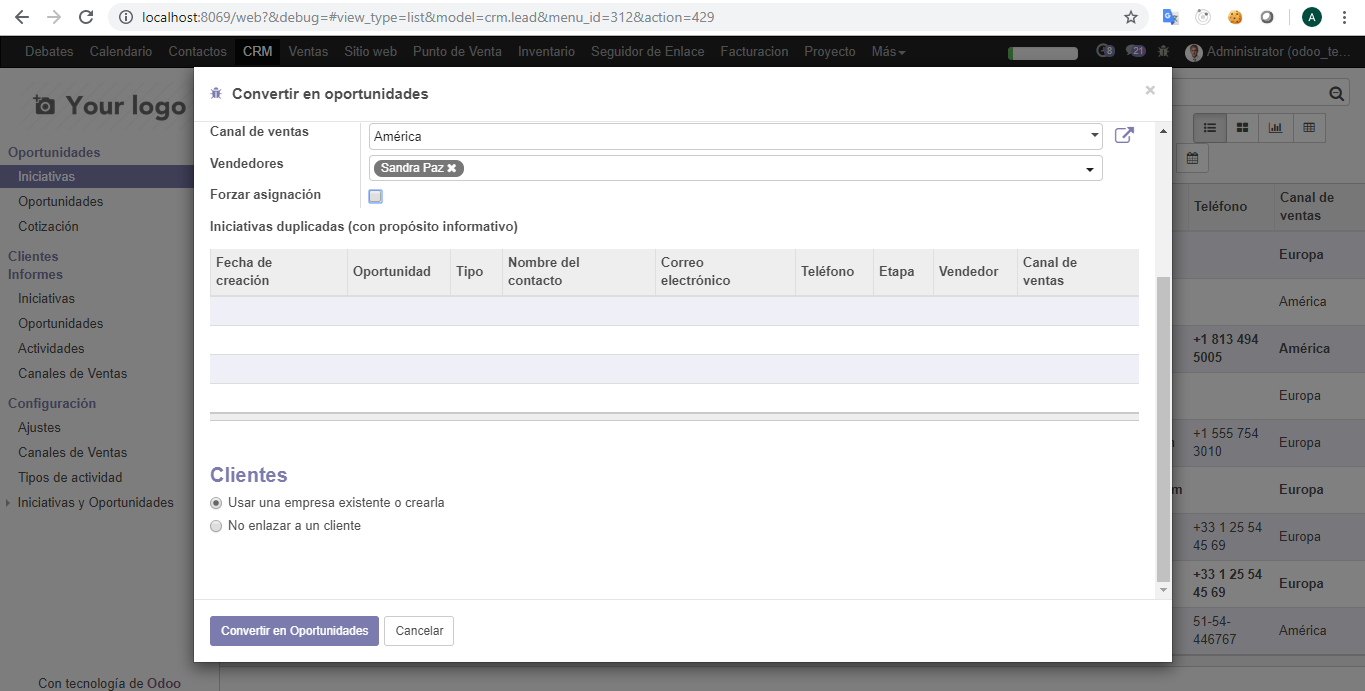 localhost:8069/web?&debug=#view_type=list&model=crm.lead&menu_id=312&action=429
A
Debates Calendario Contactos CRM Ventas Sitio web Punto de Venta Inventario Seguidor de Enlace Facturacion Proyecto Más 8 21 Administrator (odoo_te...
Your logo
Oportunidades
Iniciativas
Oportunidades
Cotización
Clientes
Informes
Iniciativas
Oportunidades
Actividades
Canales de Ventas
Configuración
Ajustes
Canales de Ventas
Tipos de actividad
Iniciativas y Oportunidades
Con tecnología de Odoo
Convertir en oportunidades ×
Canal de ventas América
Vendedores Sandra Paz ✖
Forzar asignación
Iniciativas duplicadas (con propósito informativo)
Fecha de creación Oportunidad Tipo Nombre del contacto Correo electrónico Teléfono Etapa Vendedor Canal de ventas
Clientes
Usar una empresa existente o crearla
No enlazar a un cliente
Convertir en Oportunidades Cancelar
Teléfono Canal de ventas
Europa
América
+1 813 494 5005 América
Europa
+1 555 754 3010 Europa
m Europa
+33 1 25 54 45 69 Europa
+33 1 25 54 45 69 Europa
51-54-446767 América